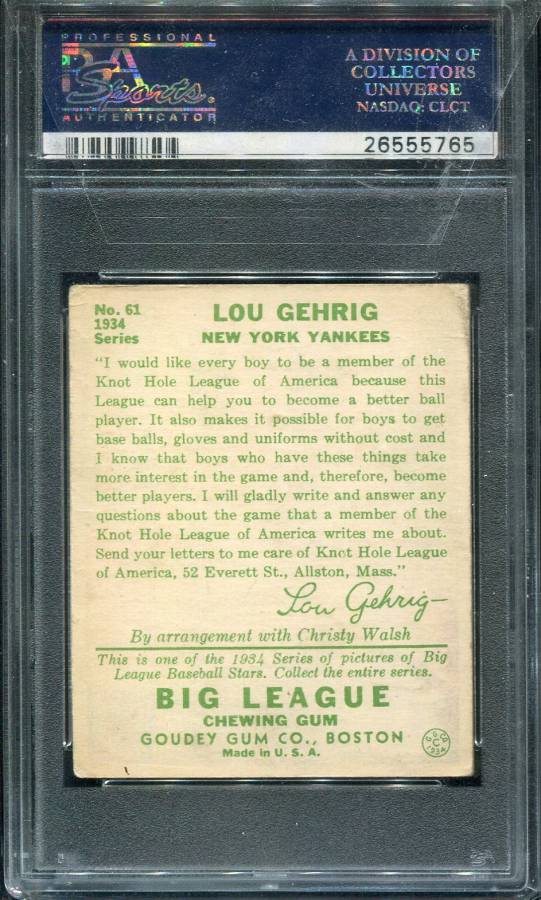 PROFESSIONAL
PSA
Sports
AUTHENTICATOR
A DIVISION OF
COLLECTORS
UNIVERSE
NASDAQ: CLCT
26555765
No. 61
1934
Series
LOU GEHRIG
NEW YORK YANKEES
"I would like every boy to be a member of the
Knot Hole League of America because this
League can help you to become a better ball
player. It also makes it possible for boys to get
base balls, gloves and uniforms without cost and
I know that boys who have these things take
more interest in the game and, therefore, become
better players. I will gladly write and answer any
questions about the game that a member of the
Knot Hole League of America writes me about.
Send your letters to me care of Knot Hole League
of America, 52 Everett St., Allston, Mass."
Lou Gehrig
By arrangement with Christy Walsh
This is one of the 1934 Series of pictures of Big
League Baseball Stars. Collect the entire series.
BIG LEAGUE
CHEWING GUM
GOUDEY GUM CO., BOSTON
Made in U. S. A.
G. G. CO.
C
1934